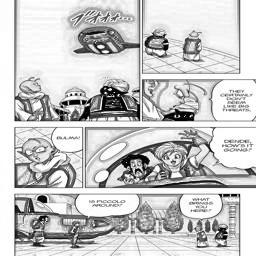 THEY
CERTAINLY
DON'T
SEEM
LIKE BIG
THREATS.
BULMA!
DENDE,
HOW'S IT
GOING?
IS PICCOLO
AROUND?
WHAT
BRINGS
YOU
HERE?